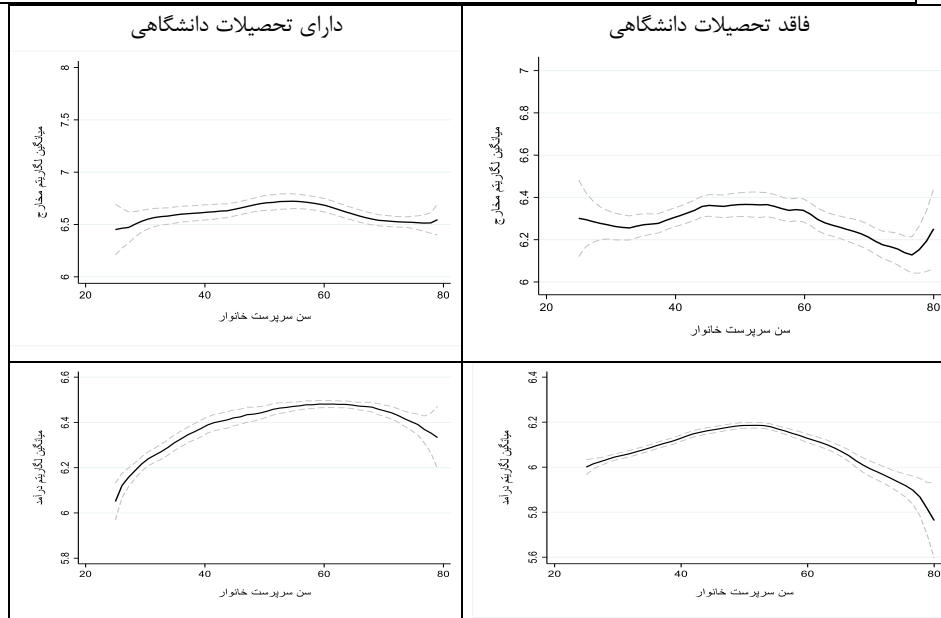 فاقد تحصیلات دانشگاهی
دارای تحصیلات دانشگاهی
میانگین لگاریتم مخارج
7
6.8
6.6
6.4
6.2
6
20 40 60 80
سن سرپرست خانوار
میانگین لگاریتم مخارج
8
7.5
7
6.5
6
20 40 60 80
سن سرپرست خانوار
میانگین لگاریتم درآمد
6.4
6.2
6
5.8
5.6
20 40 60 80
سن سرپرست خانوار
میانگین لگاریتم درآمد
6.6
6.4
6.2
6
5.8
20 40 60 80
سن سرپرست خانوار